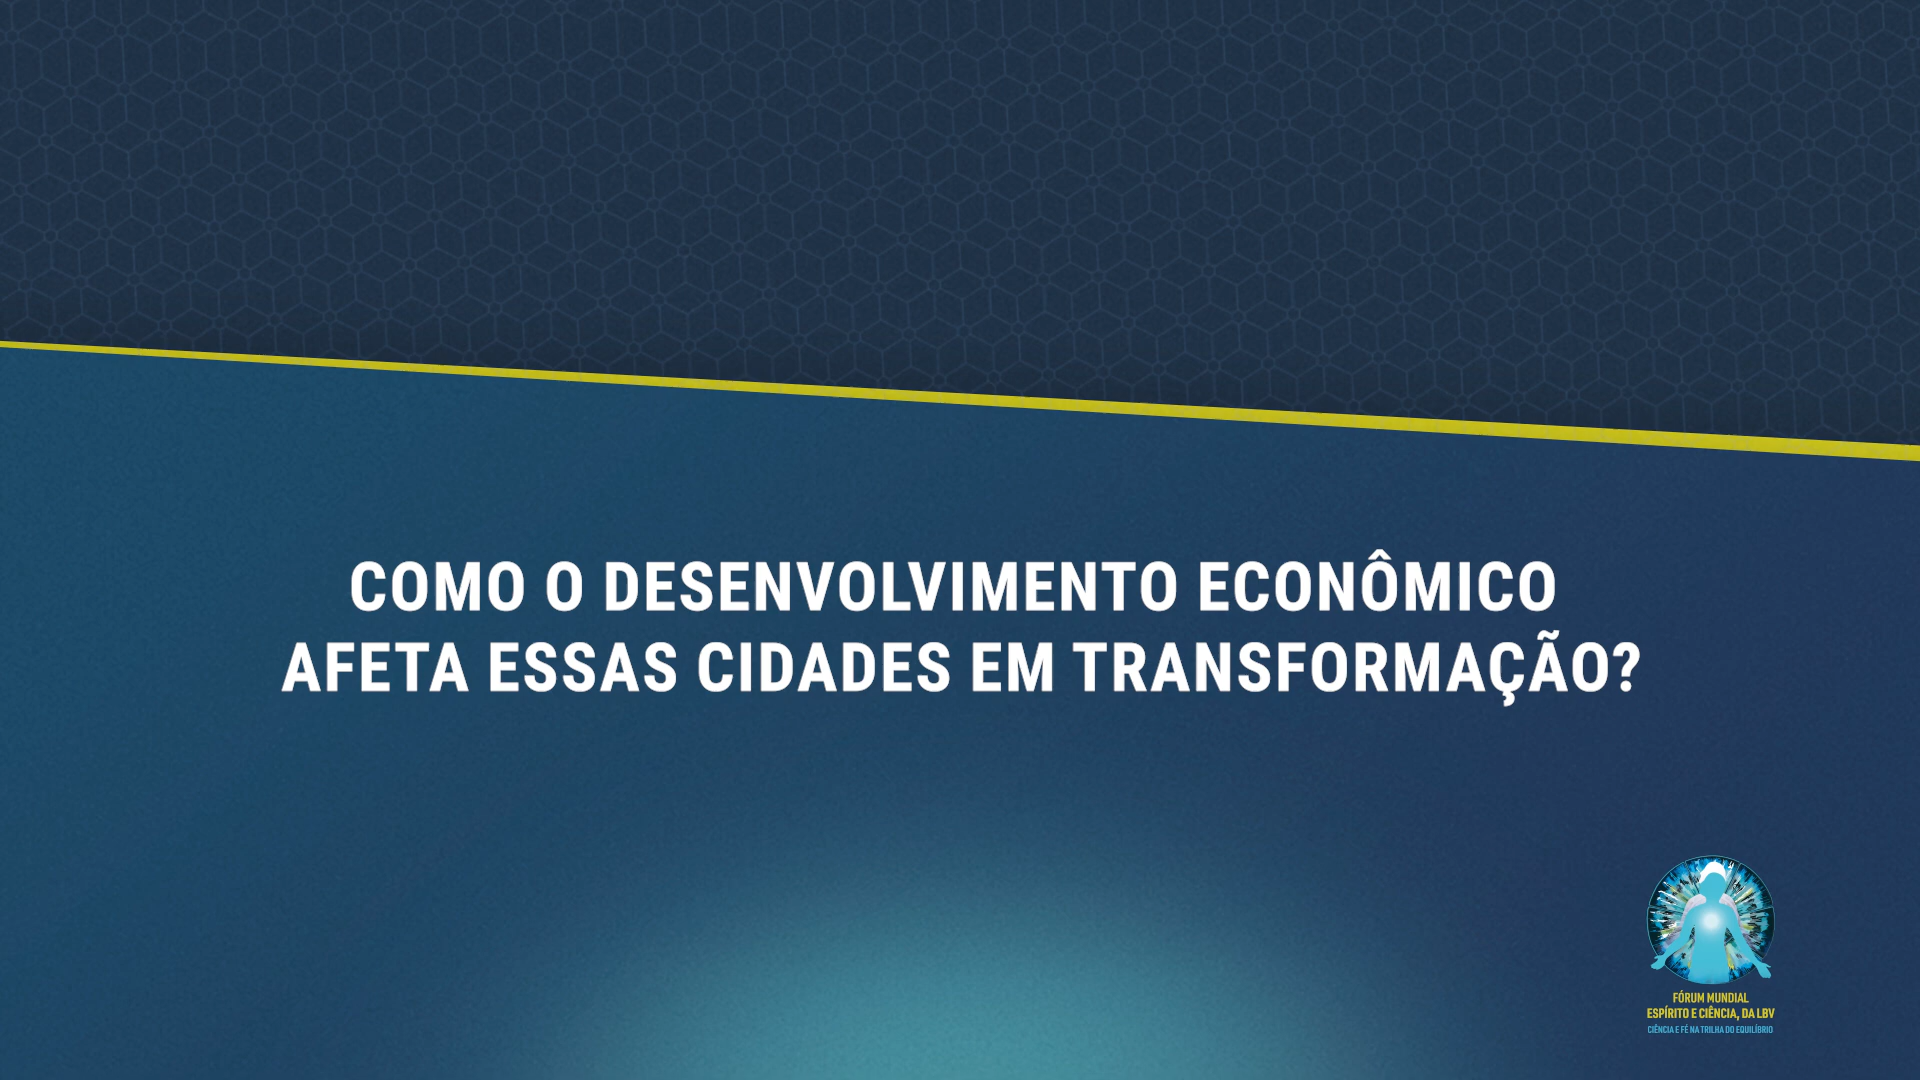 COMO O DESENVOLVIMENTO ECONÔMICO
AFETA ESSAS CIDADES EM TRANSFORMAÇÃO?
FÓRUM MUNDIAL
ESPÍRITO E CIÊNCIA, DA LBV
CIÊNCIA E FÉ NA TRILHA DO EQUILÍBRIO